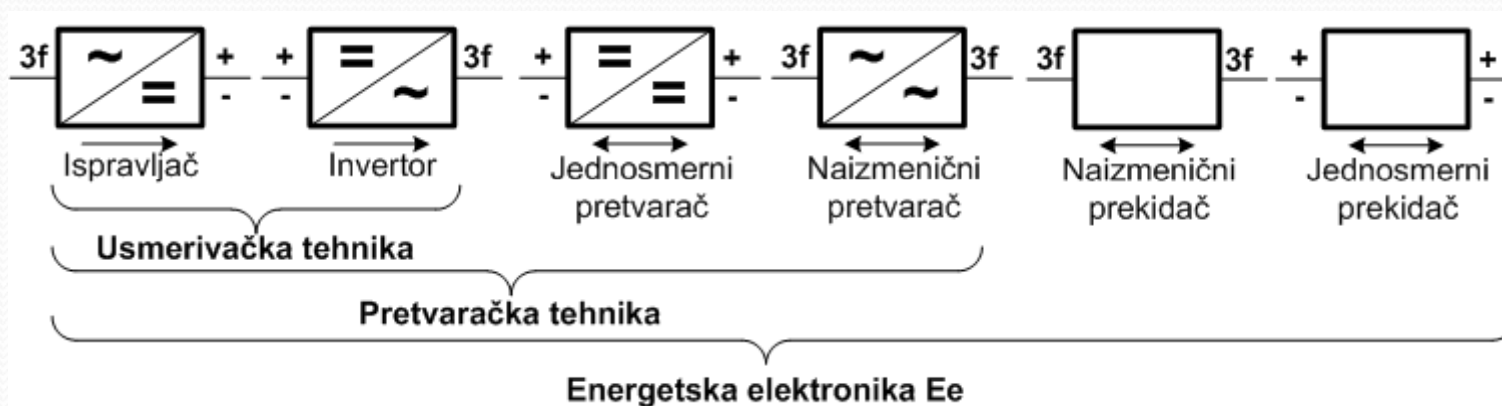 3f ~ = + -
+ - = ~ 3f
+ - = = + -
3f ~ ~ 3f
3f 3f
+ - + -
Ispravljač
Invertor
Jednosmerni
pretvarač
Naizmenični
pretvarač
Naizmenični
prekidač
Jednosmerni
prekidač
Usmerivačka tehnika
Pretvaračka tehnika
Energetska elektronika Ee